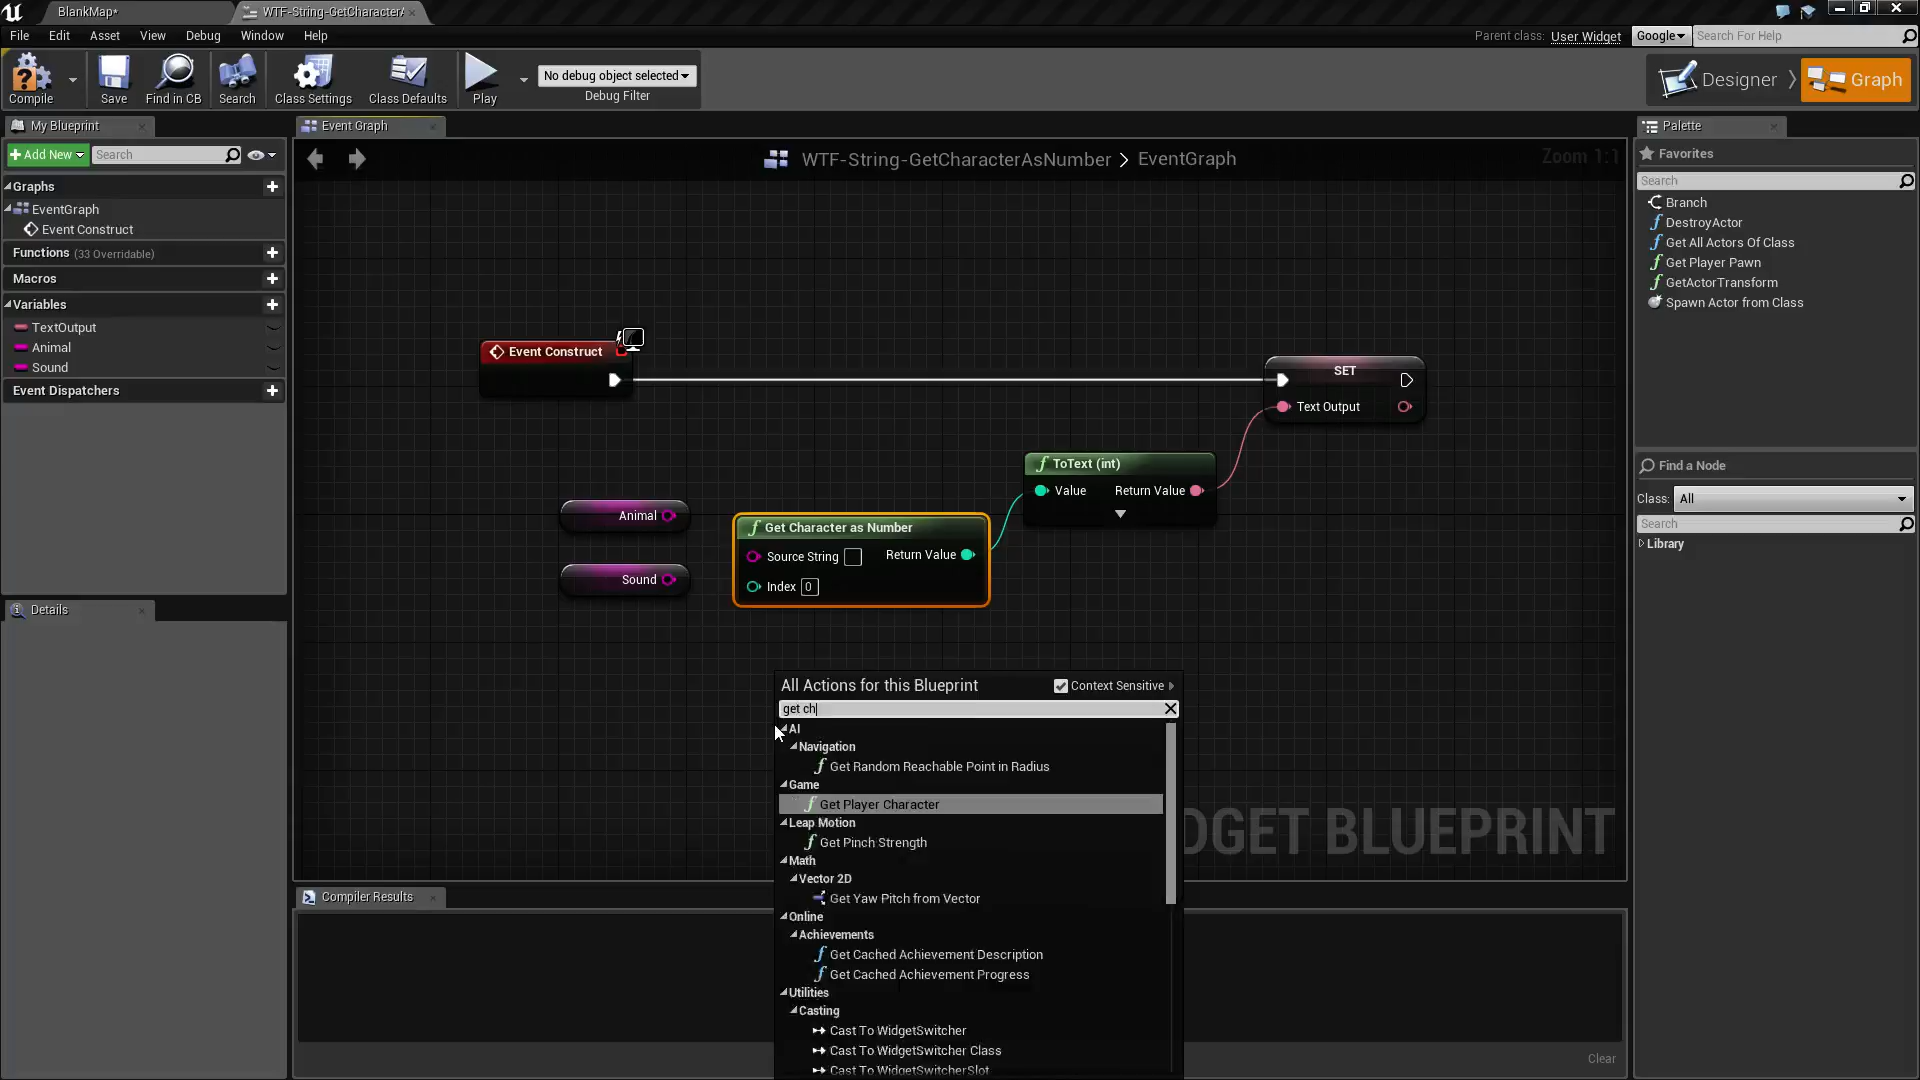 BlankMap*
WTF-String-GetCharacterA
File Edit Asset View Debug Window Help
Parent class: User Widget
Google
Search For Help
Compile
Save
Find in CB
Search
Class Settings
Class Defaults
Play
No debug object selected
Debug Filter
Designer
Graph
My Blueprint
Add New
Search
Graphs
EventGraph
Event Construct
Functions (33 Overridable)
Macros
Variables
TextOutput
Animal
Sound
Event Dispatchers
Details
Event Graph
WTF-String-GetCharacterAsNumber > EventGraph
Zoom 1:1
Event Construct
SET
Text Output
ToText (int)
Value Return Value
Animal
Get Character as Number
Source String Return Value
Index 0
Sound
All Actions for this Blueprint
Context Sensitive
get ch
AI
Navigation
Get Random Reachable Point in Radius
Game
Get Player Character
Leap Motion
Get Pinch Strength
Math
Vector 2D
Get Yaw Pitch from Vector
Online
Achievements
Get Cached Achievement Description
Get Cached Achievement Progress
Utilities
Casting
Cast To WidgetSwitcher
Cast To WidgetSwitcher Class
Cast To WidgetSwitcherSlot
DGET BLUEPRINT
Compiler Results
Clear
Palette
Favorites
Search
Branch
DestroyActor
Get All Actors Of Class
Get Player Pawn
GetActorTransform
Spawn Actor from Class
Find a Node
Class: All
Search
Library